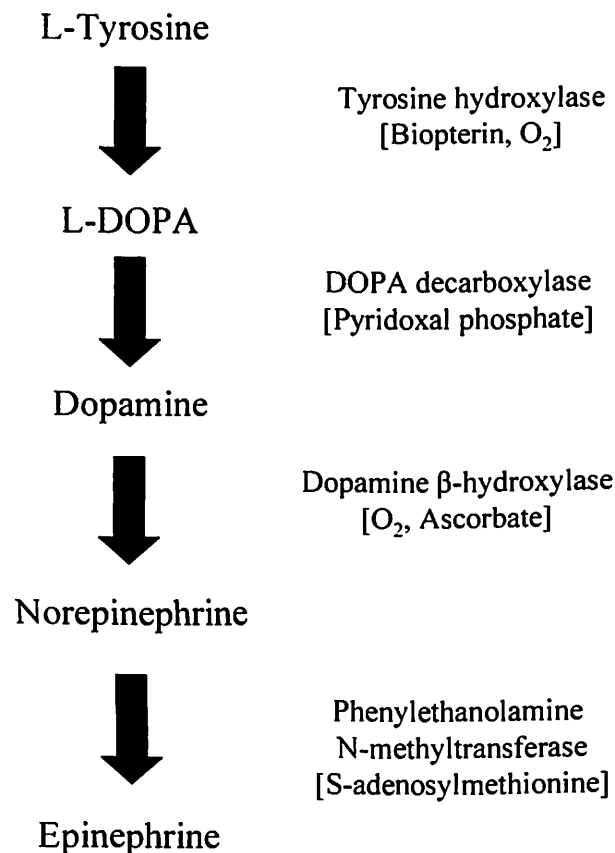 L-Tyrosine
Tyrosine hydroxylase
[Biopterin, O₂]
L-DOPA
DOPA decarboxylase
[Pyridoxal phosphate]
Dopamine
Dopamine β-hydroxylase
[O₂, Ascorbate]
Norepinephrine
Phenylethanolamine
N-methyltransferase
[S-adenosylmethionine]
Epinephrine